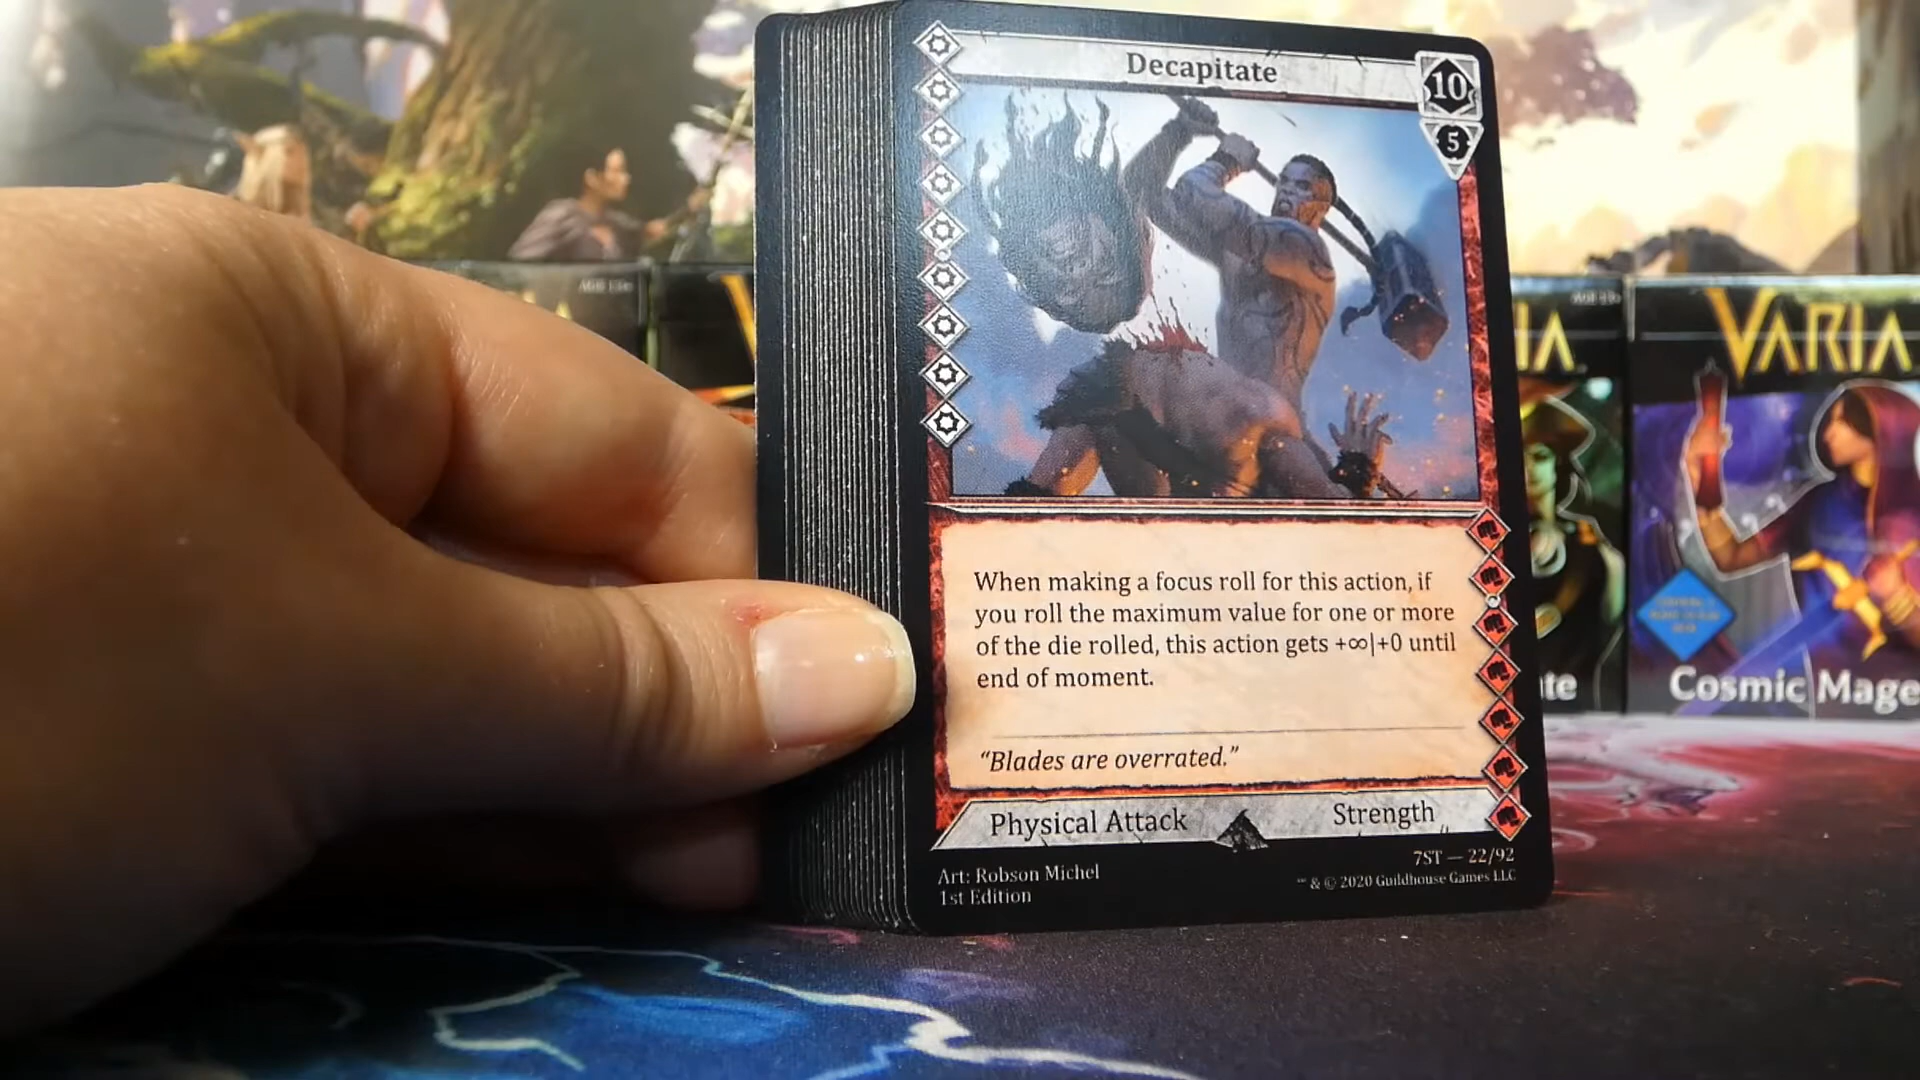 Decapitate
10
5
When making a focus roll for this action, if
you roll the maximum value for one or more
of the die rolled, this action gets +∞|+0 until
end of moment.
“Blades are overrated.”
Physical Attack
Strength
Art: Robson Michel
1st Edition
7ST — 22/92
™ & © 2020 Guildhouse Games LLC
VARIA
Cosmic Mage